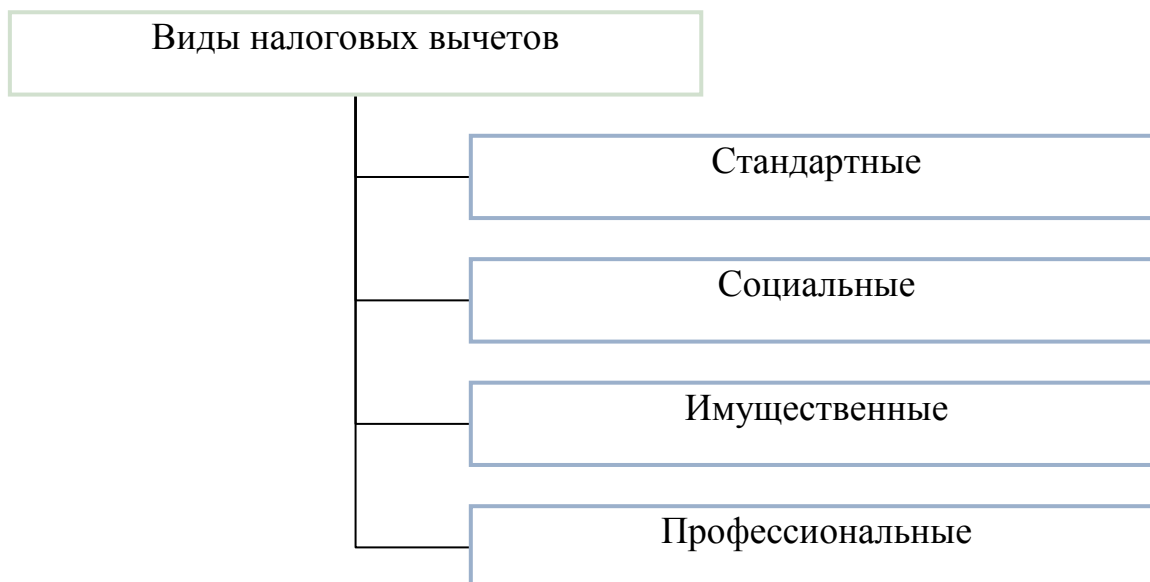 Виды налоговых вычетов
Стандартные
Социальные
Имущественные
Профессиональные